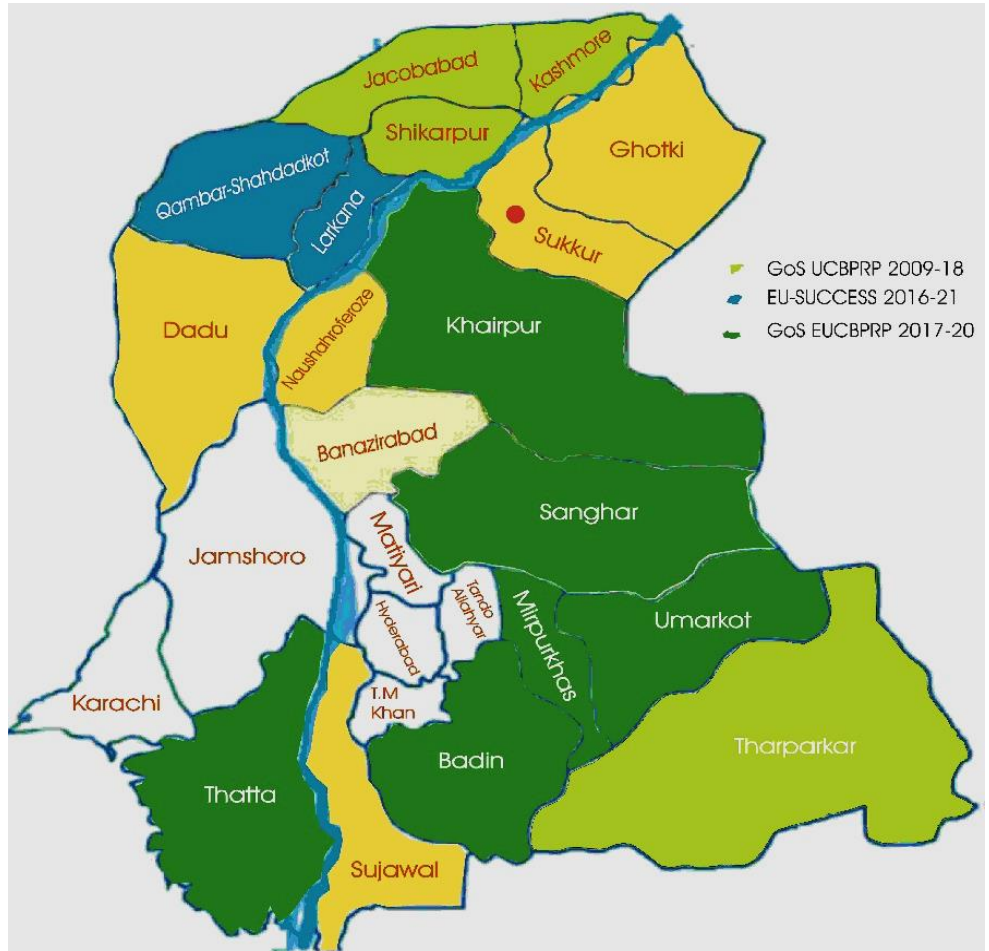 Jacobabad
Kashmore
Shikarpur
Ghotki
Qambar-Shahdadkot
Larkana
Sukkur
GoS UCBPRP 2009-18
EU-SUCCESS 2016-21
GoS EUCBPRP 2017-20
Dadu
Naushahroferoze
Khairpur
Banazirabad
Sanghar
Jamshoro
Matiyari
Tando
Allahyar
Hyderabad
Mirpurkhas
Umarkot
Karachi
T.M
Khan
Badin
Tharparkar
Thatta
Sujawal